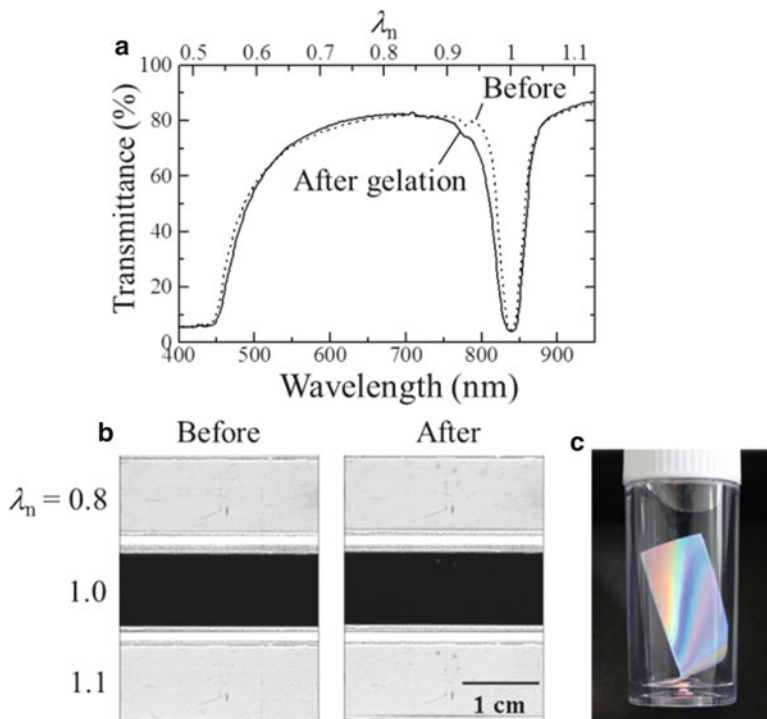 a
λn
0.5 0.6 0.7 0.8 0.9 1 1.1
100
80
60
40
20
0
Transmittance (%)
Before
After gelation
400 500 600 700 800 900
Wavelength (nm)
b
Before After
λn = 0.8
1.0
1.1
1 cm
c